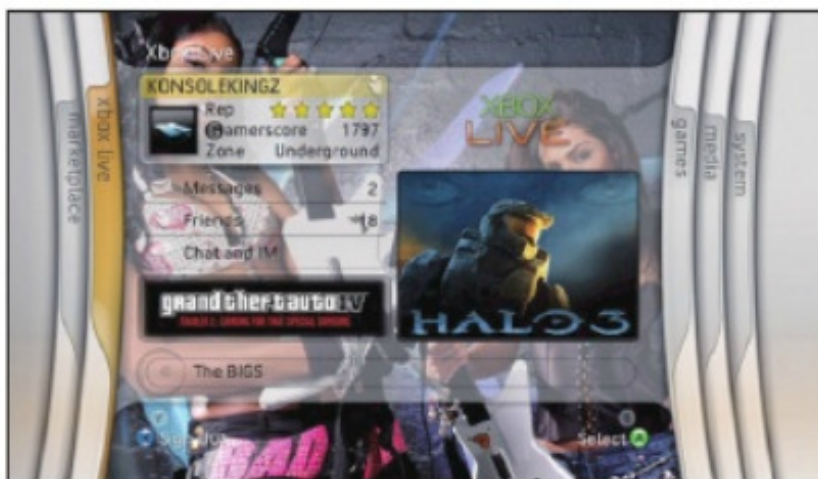 Xbox Live
KONSOLEKINGZ
Rep
Gamerscore 1797
Zone Underground
Messages 2
Friends 18
Chat and IM
grand theft auto IV
The BIGS
XBOX
LIVE
HALO 3
Select A
marketplace
xbox live
games
media
system